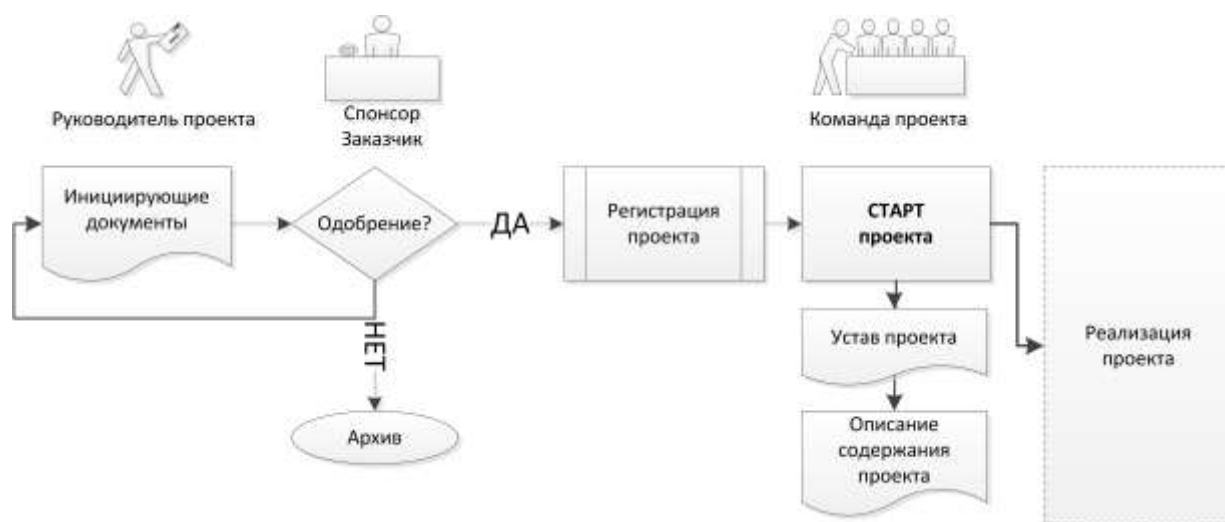 Руководитель проекта
Спонсор
Заказчик
Команда проекта
Инициирующие
документы
Одобрение?
ДА
Регистрация
проекта
СТАРТ
проекта
НЕТ
Архив
Устав проекта
Описание
содержания
проекта
Реализация
проекта